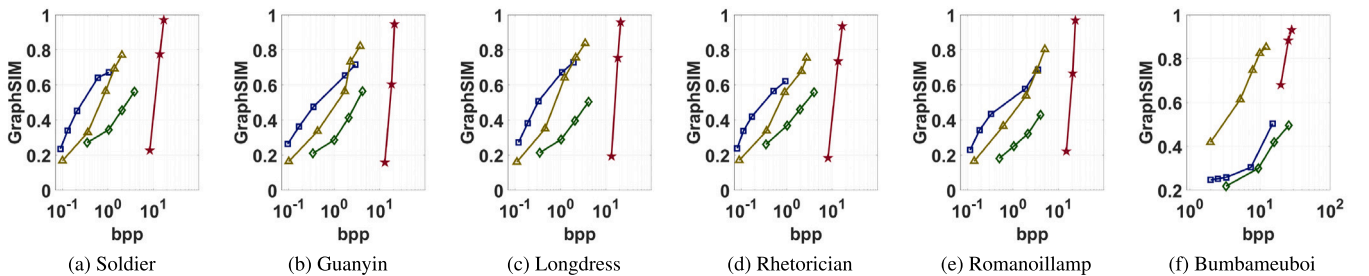 GraphSIM
1
0.8
0.6
0.4
0.2
0
10^-1 10^0 10^1
bpp
(a) Soldier
GraphSIM
1
0.8
0.6
0.4
0.2
0
10^-1 10^0 10^1
bpp
(b) Guanyin
GraphSIM
1
0.8
0.6
0.4
0.2
0
10^-1 10^0 10^1
bpp
(c) Longdress
GraphSIM
1
0.8
0.6
0.4
0.2
0
10^-1 10^0 10^1
bpp
(d) Rhetorician
GraphSIM
1
0.8
0.6
0.4
0.2
0
10^-1 10^0 10^1
bpp
(e) Romanoillamp
GraphSIM
1
0.8
0.6
0.4
0.2
10^0 10^1 10^2
bpp
(f) Bumbameuboi